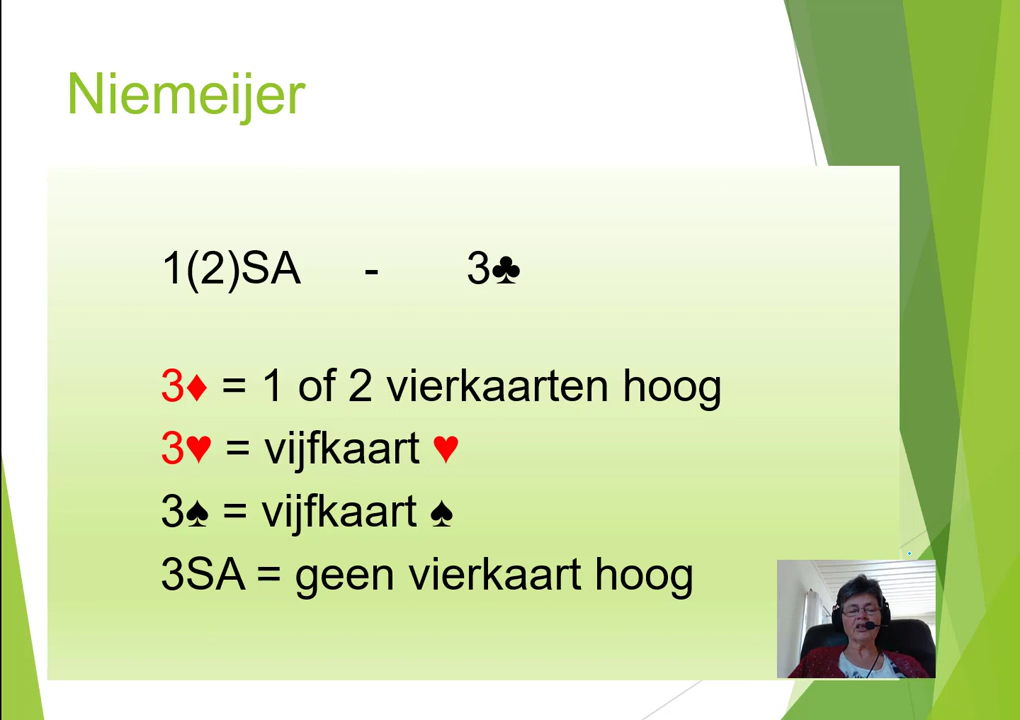 Niemeijer
1(2)SA - 3♣
3♦ = 1 of 2 vierkaarten hoog
3♥ = vijfkaart ♥
3♠ = vijfkaart ♠
3SA = geen vierkaart hoog